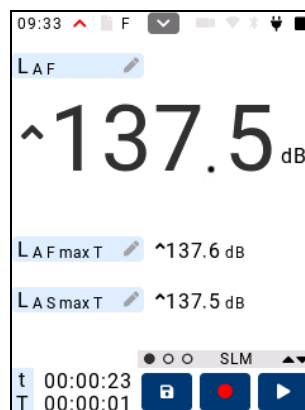 09:33 ^ F
LAF
^137.5 dB
LAFmaxT ^137.6 dB
LASmaxT ^137.5 dB
SLM
t 00:00:23
T 00:00:01